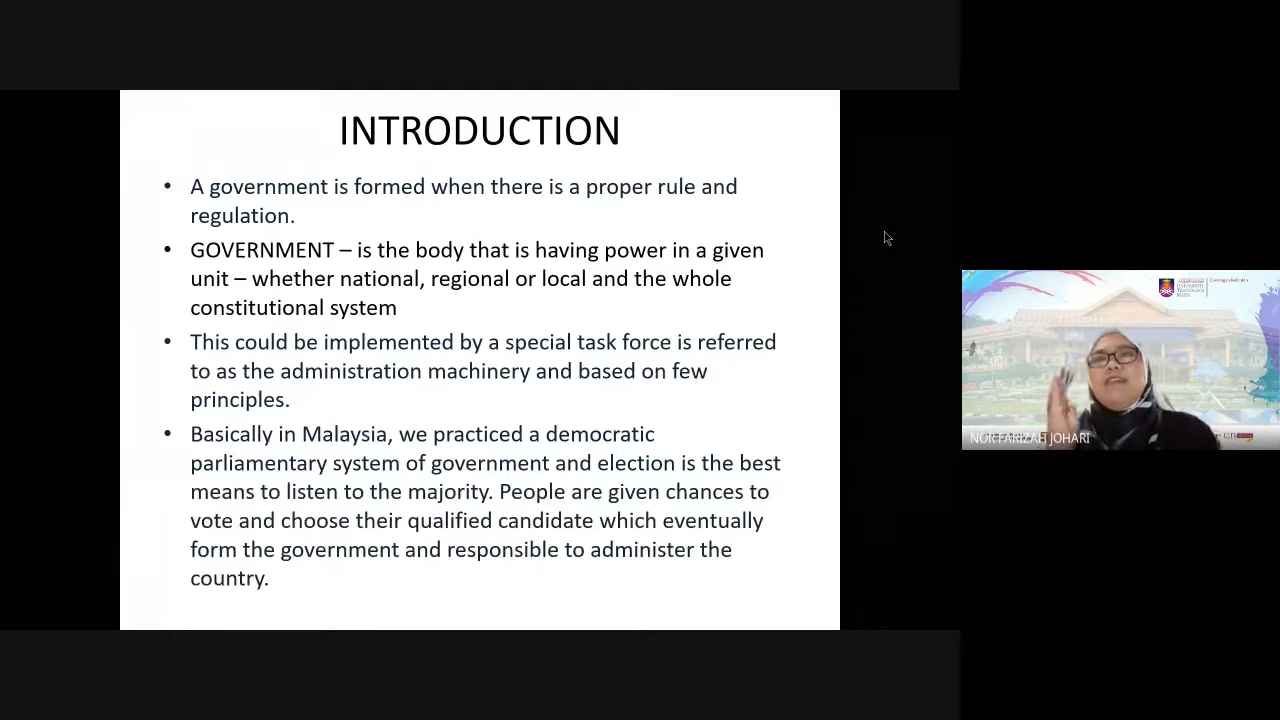 INTRODUCTION
• A government is formed when there is a proper rule and
regulation.
• GOVERNMENT – is the body that is having power in a given
unit – whether national, regional or local and the whole
constitutional system
• This could be implemented by a special task force is referred
to as the administration machinery and based on few
principles.
• Basically in Malaysia, we practiced a democratic
parliamentary system of government and election is the best
means to listen to the majority. People are given chances to
vote and choose their qualified candidate which eventually
form the government and responsible to administer the
country.
UNIVERSITI
TEKNOLOGI
MARA
NOR FARIZAH JOHARI